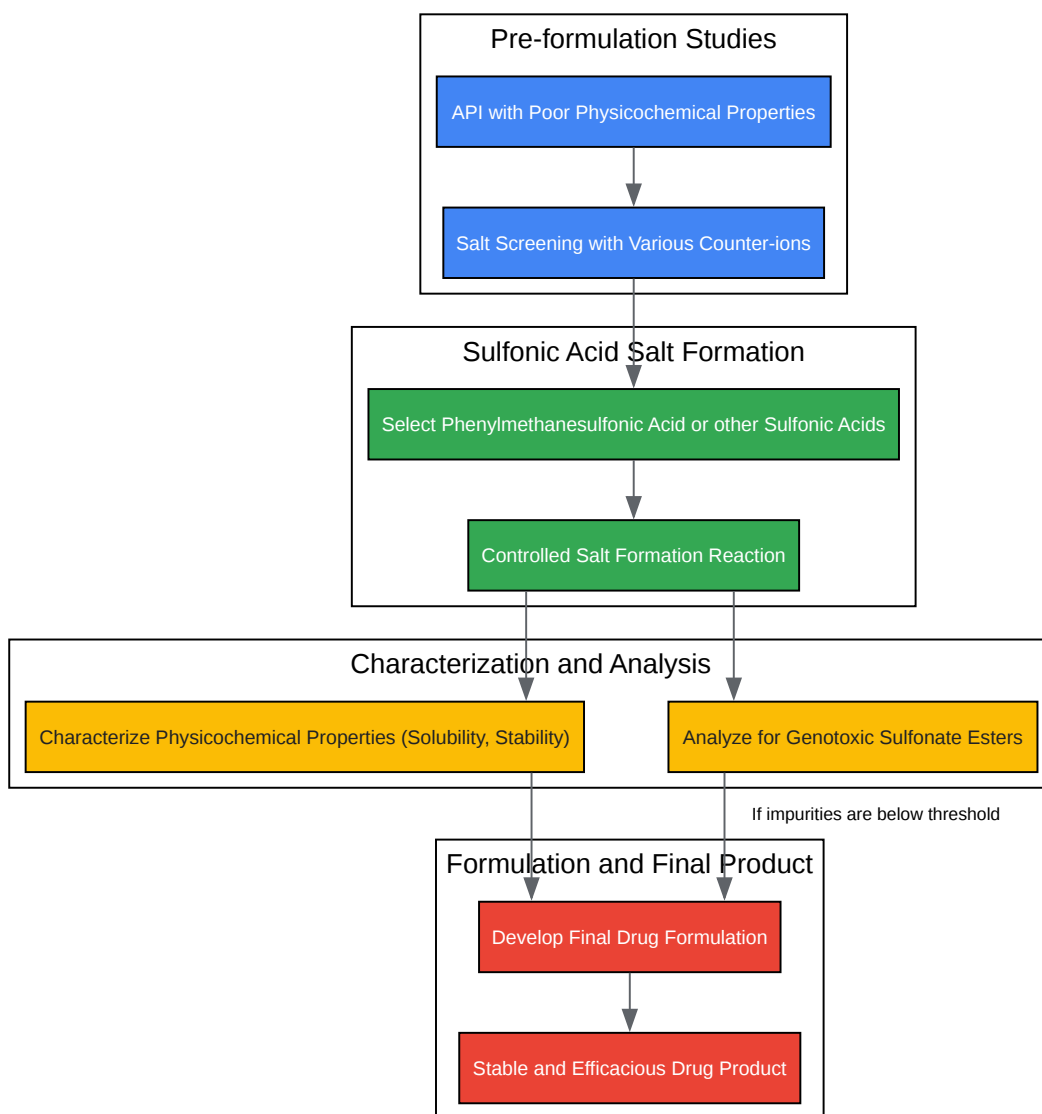 Pre-formulation Studies
API with Poor Physicochemical Properties
Salt Screening with Various Counter-ions
Sulfonic Acid Salt Formation
Select Phenylmethanesulfonic Acid or other Sulfonic Acids
Controlled Salt Formation Reaction
Characterization and Analysis
Characterize Physicochemical Properties (Solubility, Stability)
Analyze for Genotoxic Sulfonate Esters
If impurities are below threshold
Formulation and Final Product
Develop Final Drug Formulation
Stable and Efficacious Drug Product